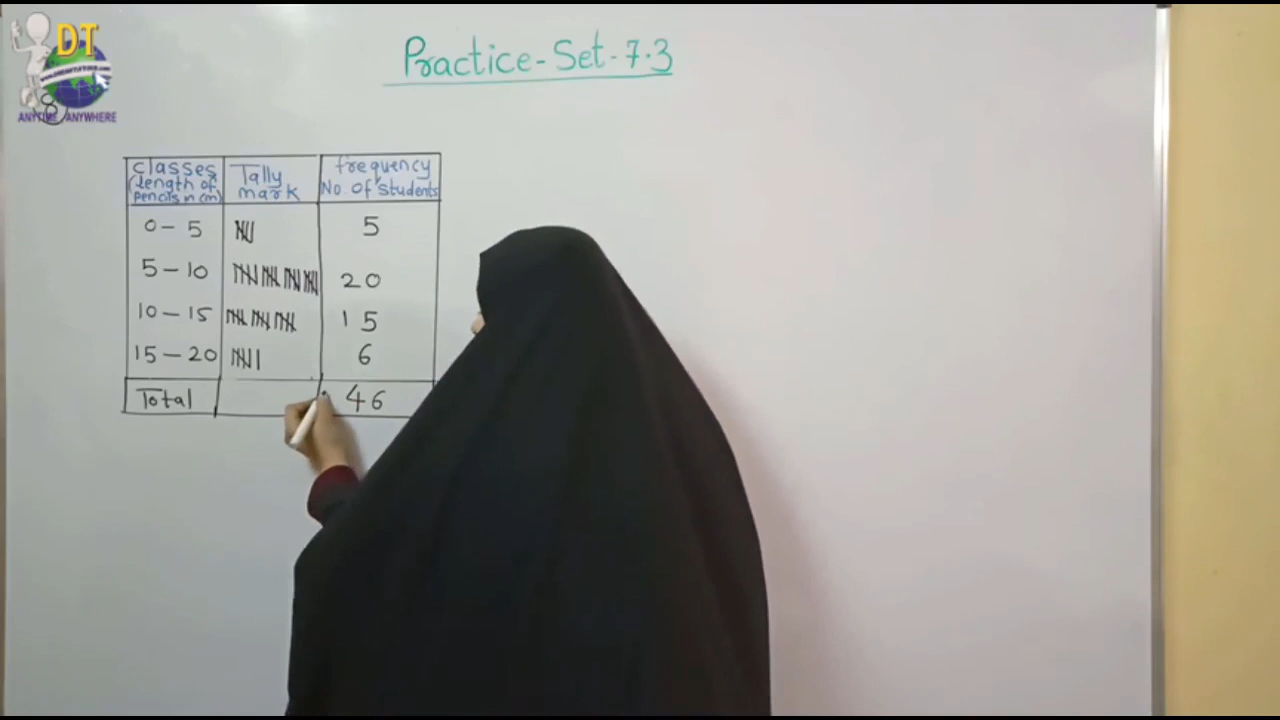 DT
ANYTIME ANYWHERE
Practice-Set-7.3
8
Classes (length of Pencils in cm) Tally mark frequency No. of students
0-5 5
5-10 20
10-15 15
15-20 6
Total 46